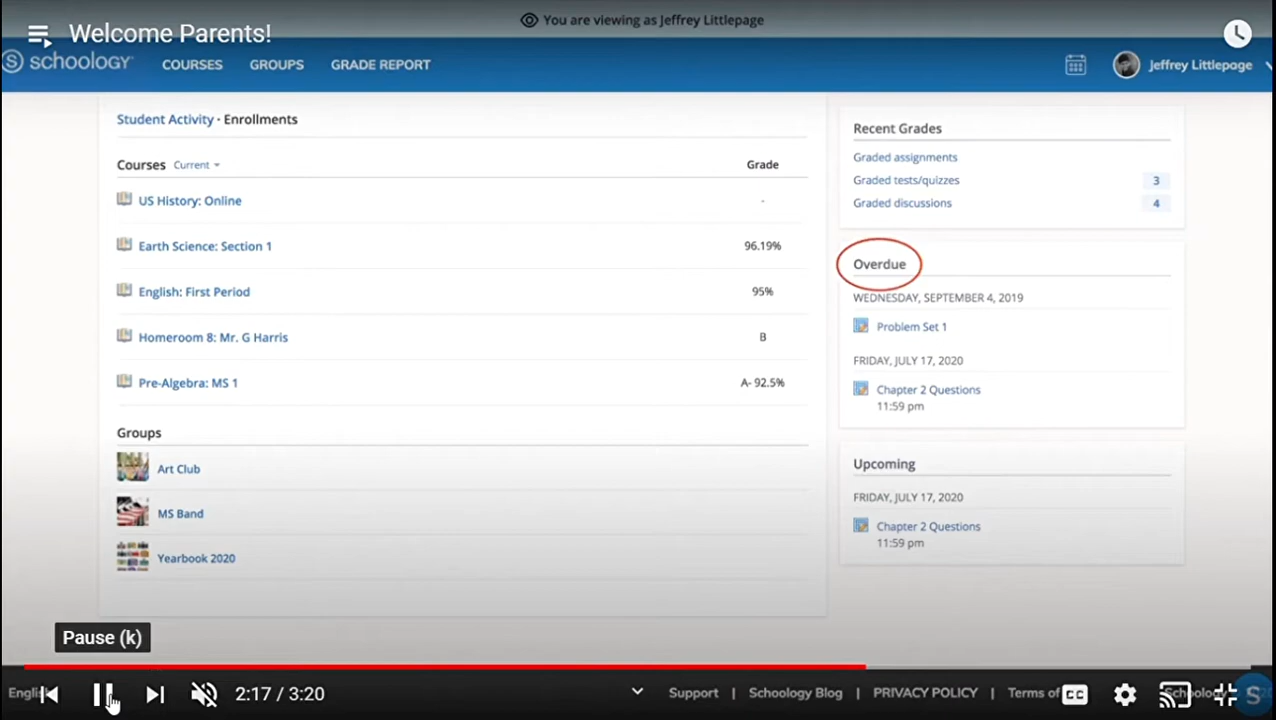 You are viewing as Jeffrey Littlepage
Welcome Parents!
schoology COURSES GROUPS GRADE REPORT Jeffrey Littlepage
Student Activity · Enrollments
Courses Current Grade
US History: Online -
Earth Science: Section 1 96.19%
English: First Period 95%
Homeroom 8: Mr. G Harris B
Pre-Algebra: MS 1 A- 92.5%
Groups
Art Club
MS Band
Yearbook 2020
Recent Grades
Graded assignments
Graded tests/quizzes 3
Graded discussions 4
Overdue
WEDNESDAY, SEPTEMBER 4, 2019
Problem Set 1
FRIDAY, JULY 17, 2020
Chapter 2 Questions
11:59 pm
Upcoming
FRIDAY, JULY 17, 2020
Chapter 2 Questions
11:59 pm
Pause (k)
2:17 / 3:20 Support | Schoology Blog | PRIVACY POLICY | Terms of CC